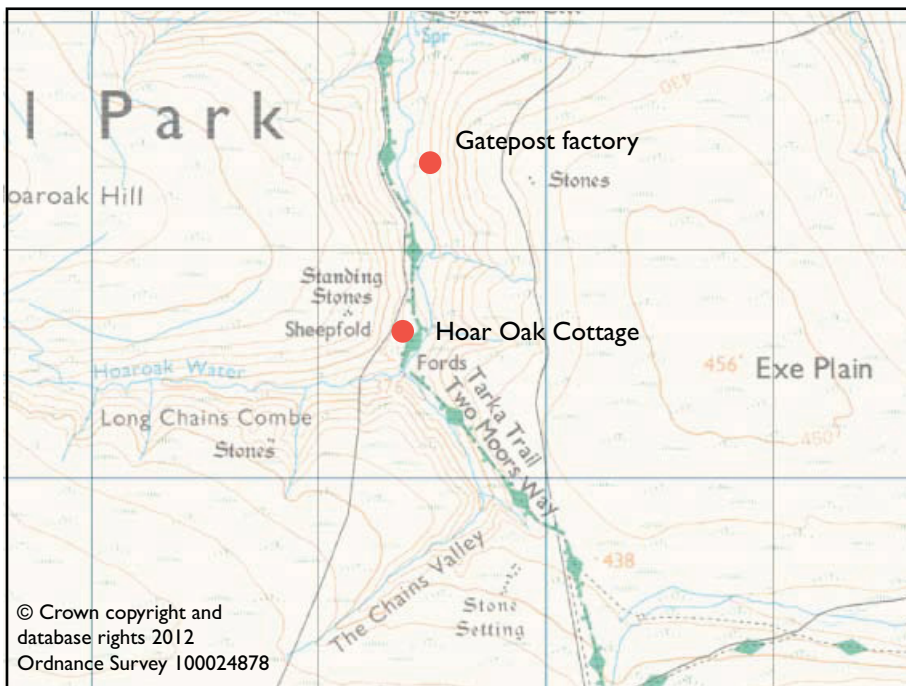 Spr
430
l Park
Gatepost factory
Stones
oaroak Hill
Standing
Stones
Sheepfold
Hoar Oak Cottage
Fords
Hoaroak Water
376
456
Exe Plain
Tarka Trail
Two Moors Way
Long Chains Combe
Stones
450
The Chains Valley
438
Stone
Setting
© Crown copyright and
database rights 2012
Ordnance Survey 100024878